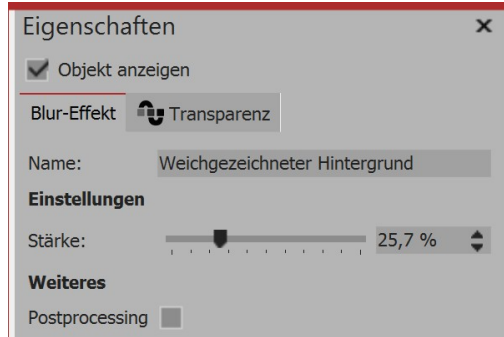 Eigenschaften
Objekt anzeigen
Blur-Effekt Transparenz
Name: Weichgezeichneter Hintergrund
Einstellungen
Stärke: 25,7 %
Weiteres
Postprocessing